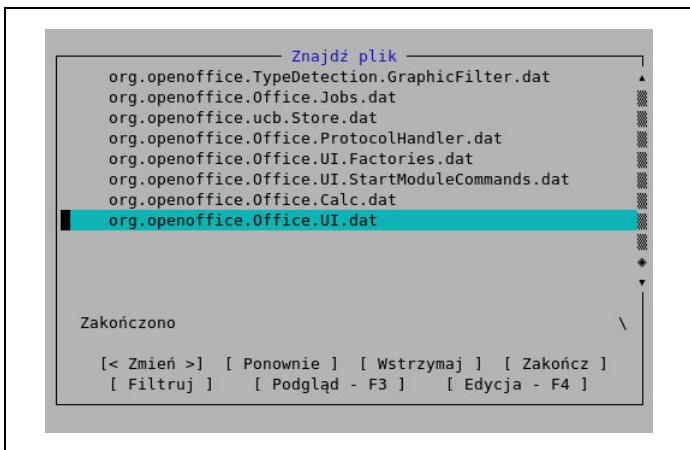 Znajdź plik
org.openoffice.TypeDetection.GraphicFilter.dat
org.openoffice.Office.Jobs.dat
org.openoffice.ucb.Store.dat
org.openoffice.Office.ProtocolHandler.dat
org.openoffice.Office.UI.Factories.dat
org.openoffice.Office.UI.StartModuleCommands.dat
org.openoffice.Office.Calc.dat
org.openoffice.Office.UI.dat
Zakończono \
[< Zmień >] [ Ponownie ] [ Wstrzymaj ] [ Zakończ ]
[ Filtruj ] [ Podgląd - F3 ] [ Edycja - F4 ]